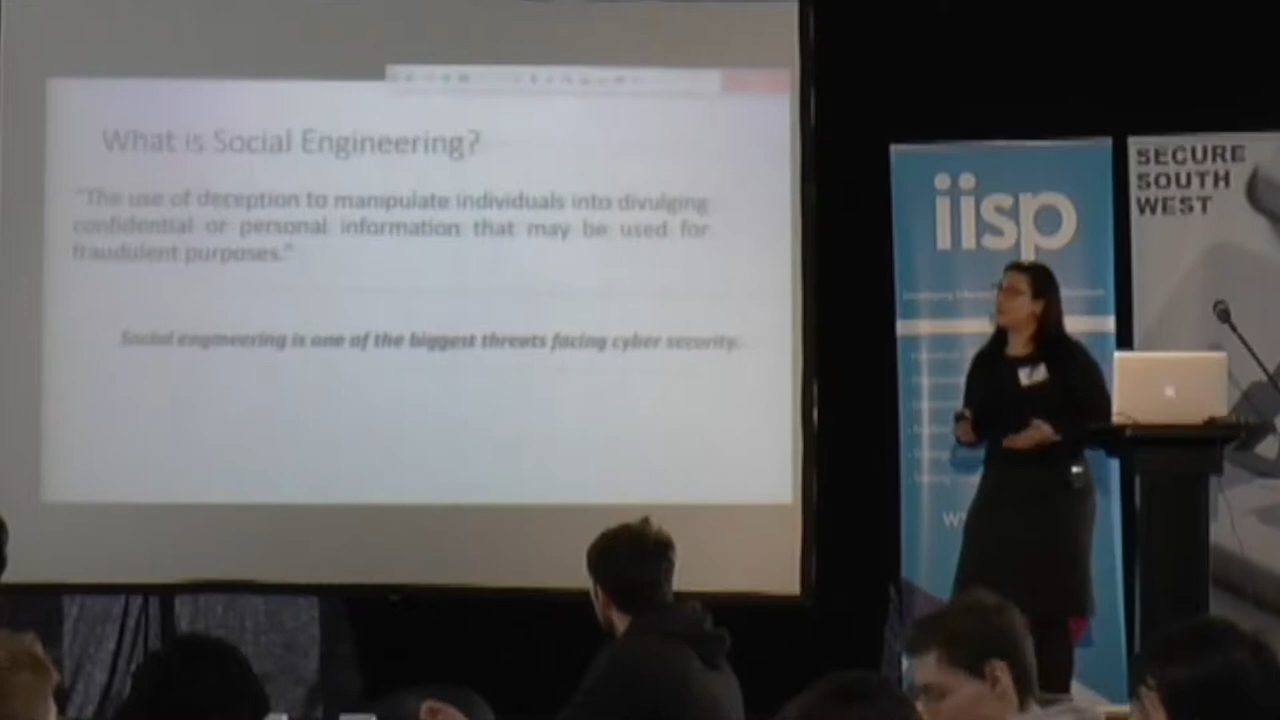 What is Social Engineering?
"The use of deception to manipulate individuals into divulging
confidential or personal information that may be used for
fraudulent purposes."
Social engineering is one of the biggest threats facing cyber security.
iisp
SECURE
SOUTH
WEST